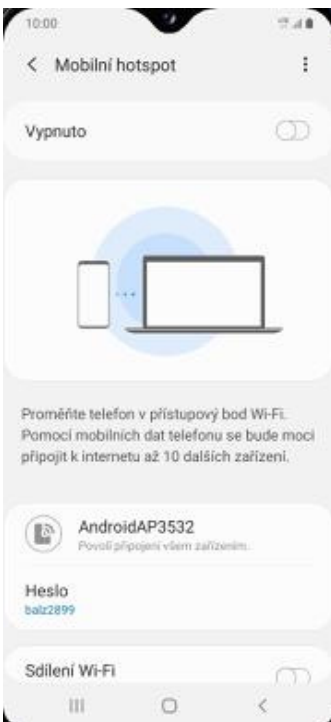 10:00
Mobilní hotspot
Vypnuto
Proměňte telefon v přístupový bod Wi-Fi.
Pomocí mobilních dat telefonu se bude moci
připojit k internetu až 10 dalších zařízení.
AndroidAP3532
Povolí připojení všem zařízením.
Heslo
balz2899
Sdílení Wi-Fi